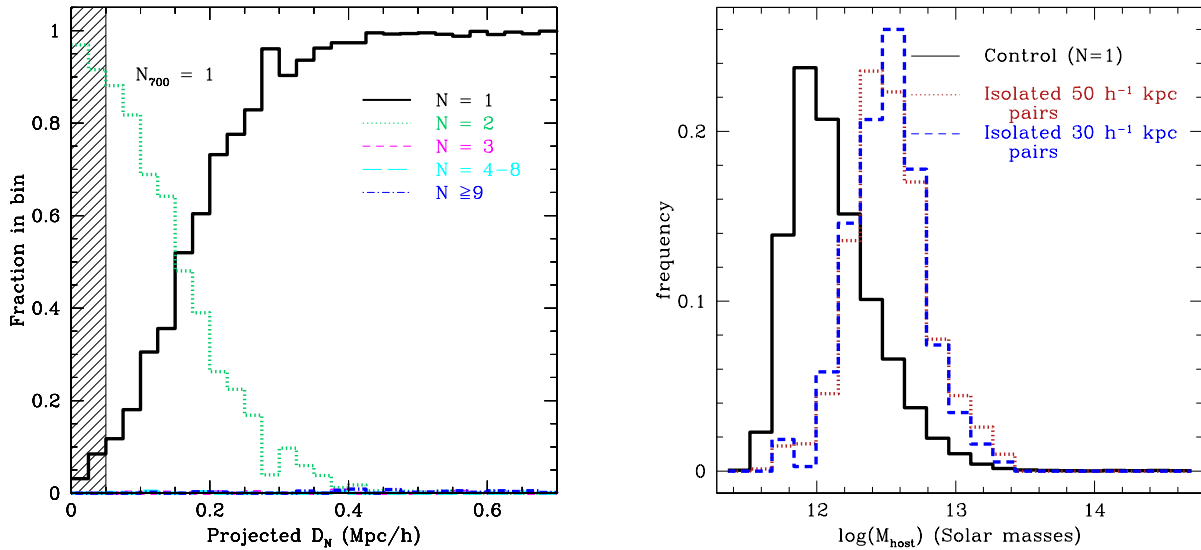 1
0.8
0.6
0.4
0.2
0
Fraction in bin
N₇₀₀ = 1
N = 1
N = 2
N = 3
N = 4−8
N ≧9
0
0.2
0.4
0.6
Projected D_N (Mpc/h)
0.2
0.1
0
frequency
Control (N=1)
Isolated 50 h⁻¹ kpc
pairs
Isolated 30 h⁻¹ kpc
pairs
12
13
14
log(M_host) (Solar masses)